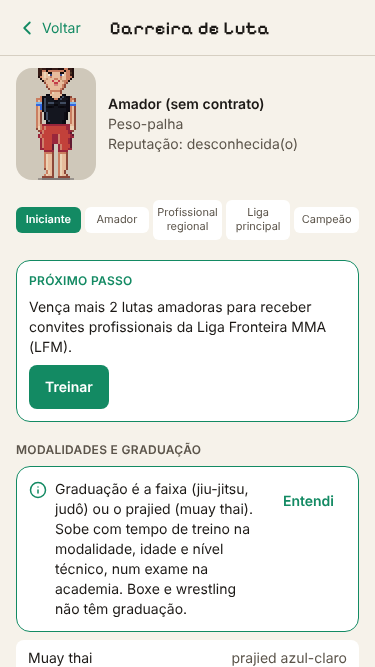 Voltar
Carreira de Luta
Amador (sem contrato)
Peso-palha
Reputação: desconhecida(o)
Iniciante
Amador
Profissional
regional
Liga
principal
Campeão
PRÓXIMO PASSO
Vença mais 2 lutas amadoras para receber
convites profissionais da Liga Fronteira MMA
(LFM).
Treinar
MODALIDADES E GRADUAÇÃO
Graduação é a faixa (jiu-jitsu,
judô) ou o prajied (muay thai).
Sobe com tempo de treino na
modalidade, idade e nível
técnico, num exame na
academia. Boxe e wrestling
não têm graduação.
Entendi
Muay thai
prajied azul-claro